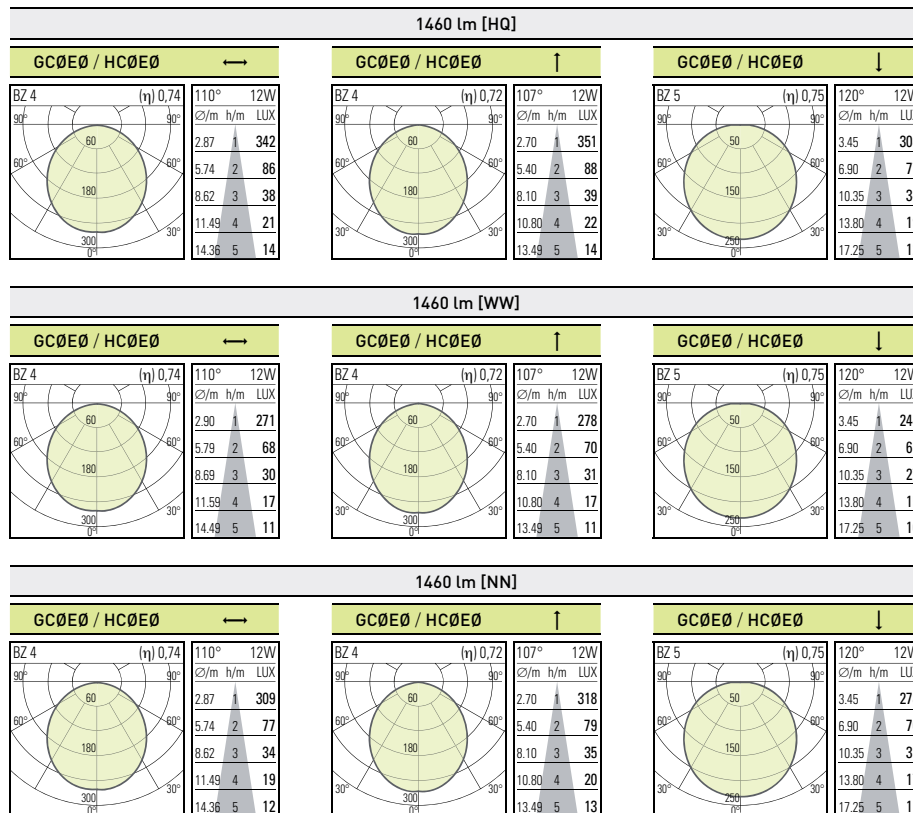 1460 lm [HQ]
GCØEØ / HCØEØ ⟷
BZ 4 (η) 0,74
90° 90°
60
60° 60°
180
30° 30°
300
0°
110° 12W
∅/m h/m LUX
2.87 1 342
5.74 2 86
8.62 3 38
11.49 4 21
14.36 5 14
GCØEØ / HCØEØ ↑
BZ 4 (η) 0,72
90° 90°
60
60° 60°
180
30° 30°
300
0°
107° 12W
∅/m h/m LUX
2.70 1 351
5.40 2 88
8.10 3 39
10.80 4 22
13.49 5 14
GCØEØ / HCØEØ ↓
BZ 5 (η) 0,75
90° 90°
50
60° 60°
150
30° 30°
250
0°
120° 12W
∅/m h/m
3.45 1
6.90 2
10.35 3
13.80 4
17.25 5
1460 lm [WW]
GCØEØ / HCØEØ ⟷
BZ 4 (η) 0,74
90° 90°
60
60° 60°
180
30° 30°
300
0°
110° 12W
∅/m h/m LUX
2.90 1 271
5.79 2 68
8.69 3 30
11.59 4 17
14.49 5 11
GCØEØ / HCØEØ ↑
BZ 4 (η) 0,72
90° 90°
60
60° 60°
180
30° 30°
300
0°
107° 12W
∅/m h/m LUX
2.70 1 278
5.40 2 70
8.10 3 31
10.80 4 17
13.49 5 11
GCØEØ / HCØEØ ↓
BZ 5 (η) 0,75
90° 90°
50
60° 60°
150
30° 30°
250
0°
120° 12W
∅/m h/m
3.45 1
6.90 2
10.35 3
13.80 4
17.25 5
1460 lm [NN]
GCØEØ / HCØEØ ⟷
BZ 4 (η) 0,74
90° 90°
60
60° 60°
180
30° 30°
300
0°
110° 12W
∅/m h/m LUX
2.87 1 309
5.74 2 77
8.62 3 34
11.49 4 19
14.36 5 12
GCØEØ / HCØEØ ↑
BZ 4 (η) 0,72
90° 90°
60
60° 60°
180
30° 30°
300
0°
107° 12W
∅/m h/m LUX
2.70 1 318
5.40 2 79
8.10 3 35
10.80 4 20
13.49 5 13
GCØEØ / HCØEØ ↓
BZ 5 (η) 0,75
90° 90°
50
60° 60°
150
30° 30°
250
0°
120° 12W
∅/m h/m
3.45 1
6.90 2
10.35 3
13.80 4
17.25 5